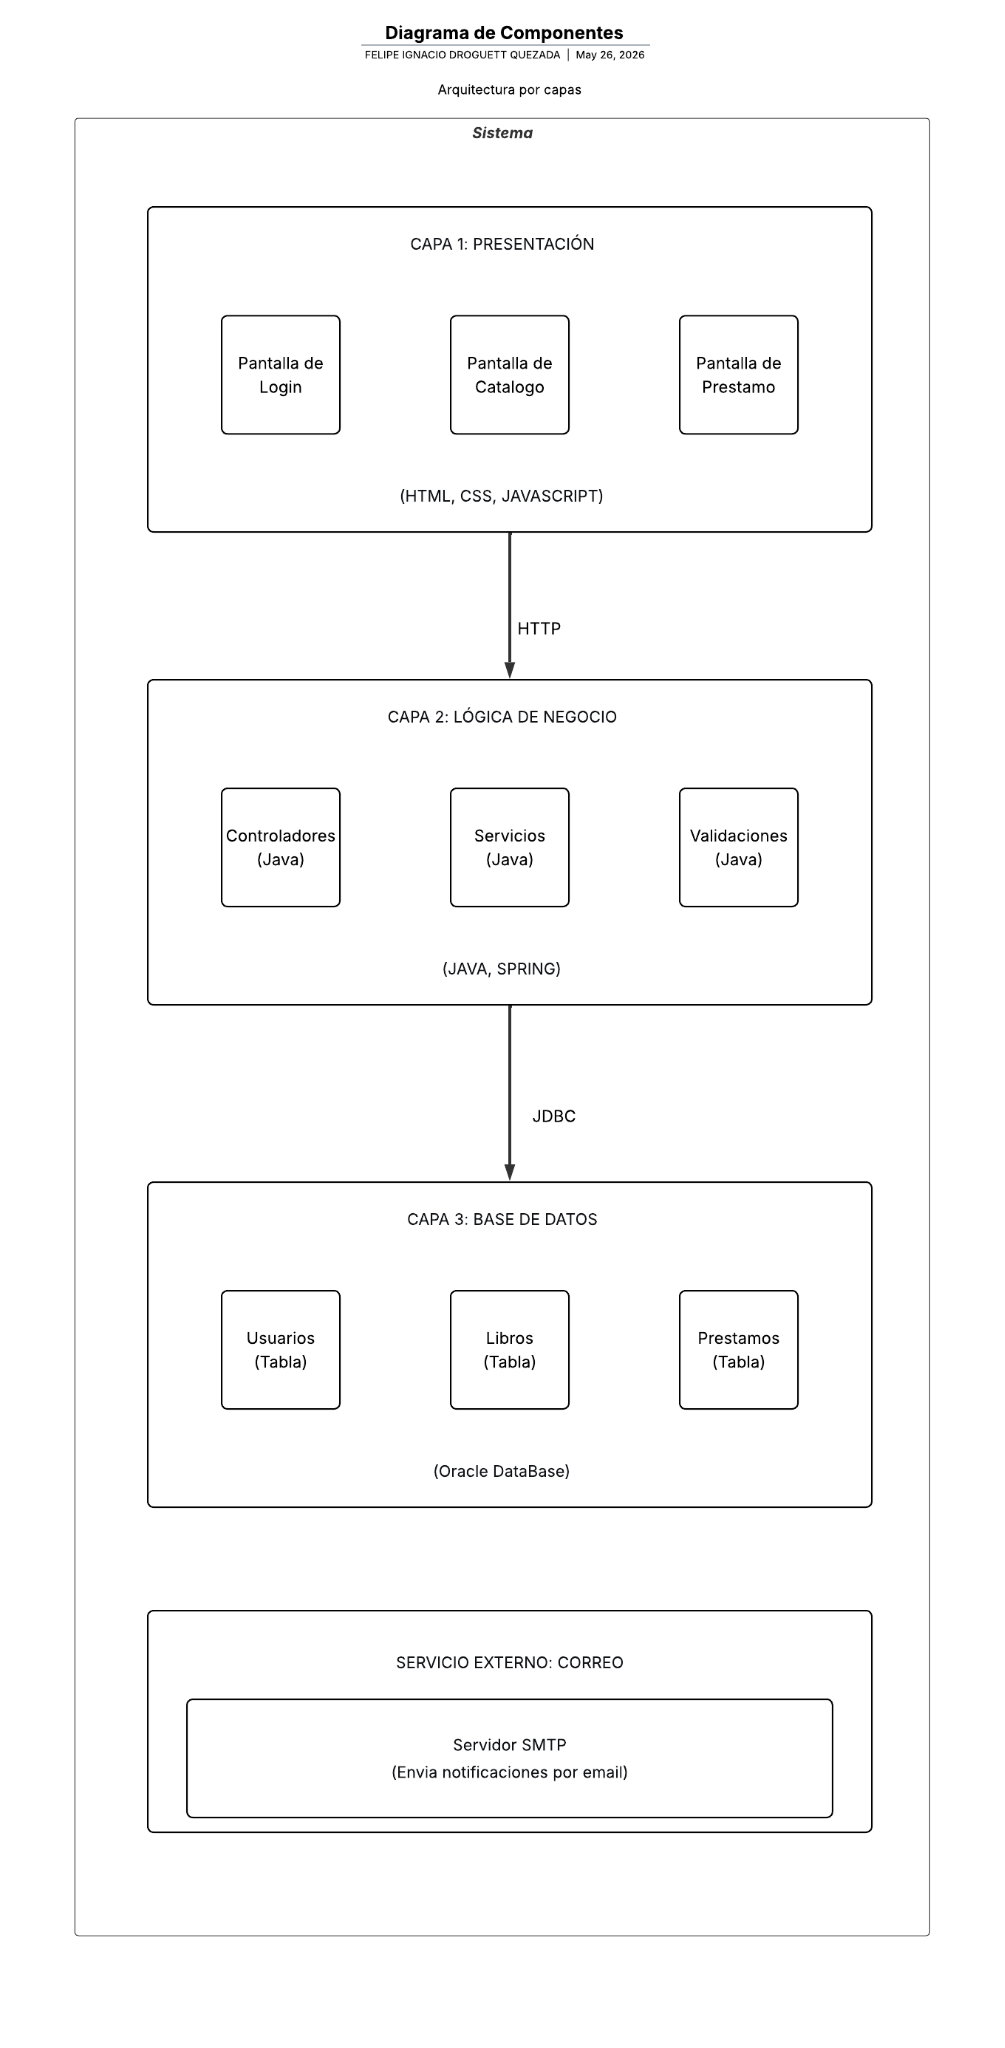 Diagrama de Componentes
FELIPE IGNACIO DROGUETT QUEZADA | May 26, 2026
Arquitectura por capas
Sistema
CAPA 1: PRESENTACIÓN
Pantalla de
Login
Pantalla de
Catalogo
Pantalla de
Prestamo
(HTML, CSS, JAVASCRIPT)
HTTP
CAPA 2: LÓGICA DE NEGOCIO
Controladores
(Java)
Servicios
(Java)
Validaciones
(Java)
(JAVA, SPRING)
JDBC
CAPA 3: BASE DE DATOS
Usuarios
(Tabla)
Libros
(Tabla)
Prestamos
(Tabla)
(Oracle DataBase)
SERVICIO EXTERNO: CORREO
Servidor SMTP
(Envia notificaciones por email)